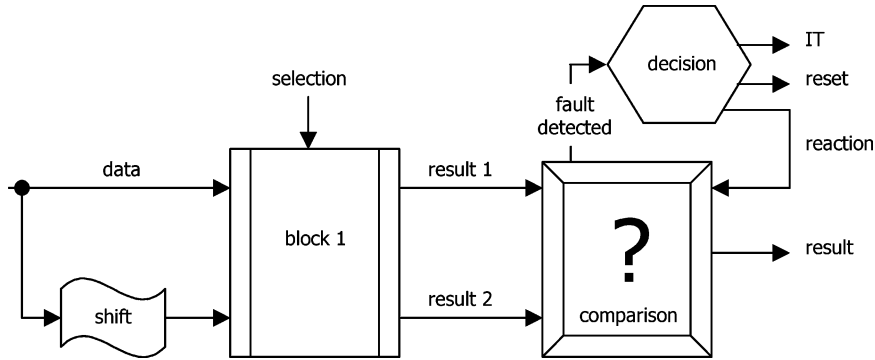 IT
decision
reset
selection
fault
detected
reaction
data
result 1
block 1
?
result
result 2
shift
comparison